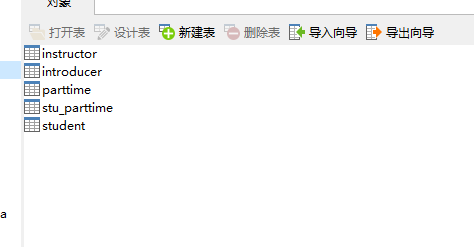 对象
打开表 设计表 新建表 删除表 导入向导 导出向导
instructor
introducer
parttime
stu_parttime
student
a